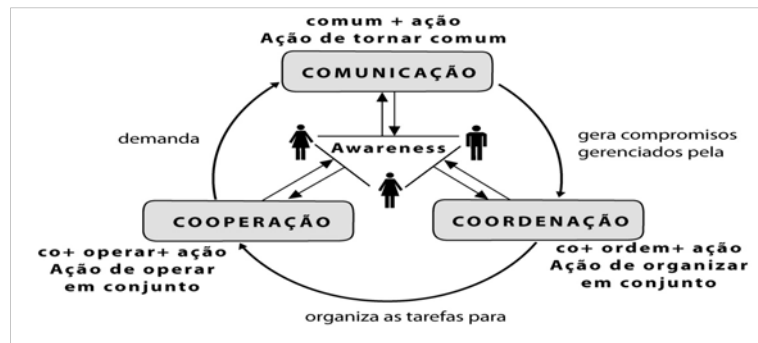 comum + ação
Ação de tornar comum
COMUNICAÇÃO
demanda
Awareness
gera compromisos
gerenciados pela
COOPERAÇÃO
COORDENAÇÃO
co+ operar+ ação
Ação de operar
em conjunto
co+ ordem+ ação
Ação de organizar
em conjunto
organiza as tarefas para